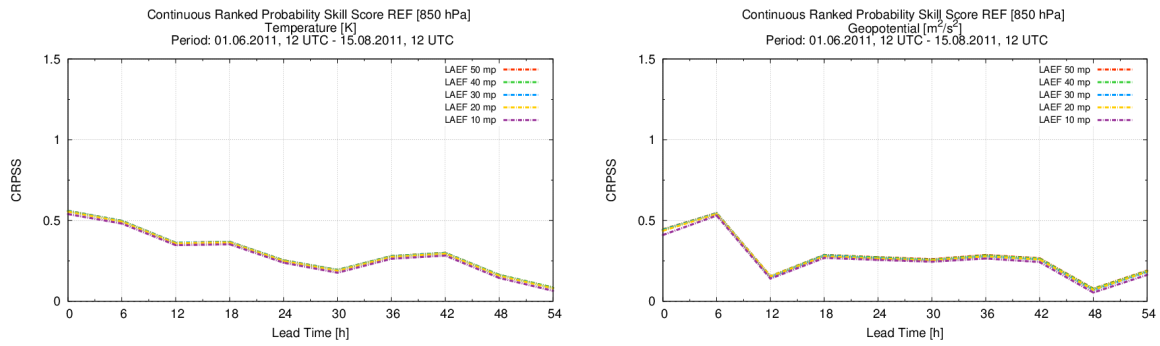 Continuous Ranked Probability Skill Score REF [850 hPa]
Temperature [K]
Period: 01.06.2011, 12 UTC - 15.08.2011, 12 UTC
1.5
1
0.5
0
CRPSS
LAEF 50 mp
LAEF 40 mp
LAEF 30 mp
LAEF 20 mp
LAEF 10 mp
0 6 12 18 24 30 36 42 48 54
Lead Time [h]
Continuous Ranked Probability Skill Score REF [850 hPa]
Geopotential [m²/s²]
Period: 01.06.2011, 12 UTC - 15.08.2011, 12 UTC
1.5
1
0.5
0
CRPSS
LAEF 50 mp
LAEF 40 mp
LAEF 30 mp
LAEF 20 mp
LAEF 10 mp
0 6 12 18 24 30 36 42 48 54
Lead Time [h]